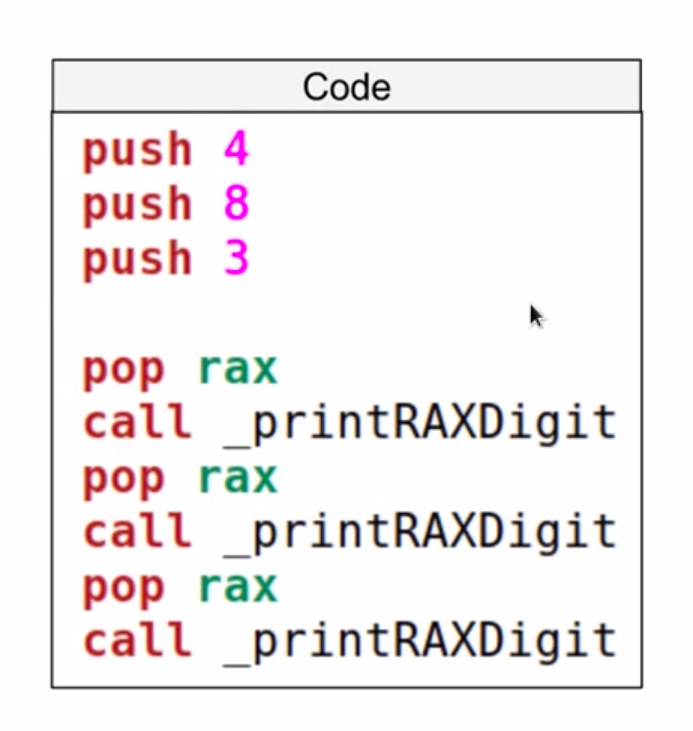 Code
push 4
push 8
push 3
pop rax
call _printRAXDigit
pop rax
call _printRAXDigit
pop rax
call _printRAXDigit